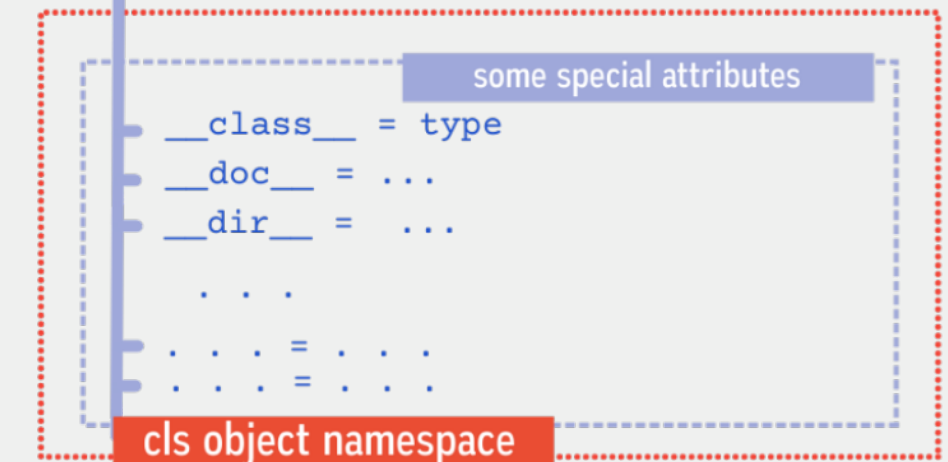 some special attributes
__class__ = type
__doc__ = ...
__dir__ = ...
. . .
. . . = . . .
. . . = . . .
cls object namespace